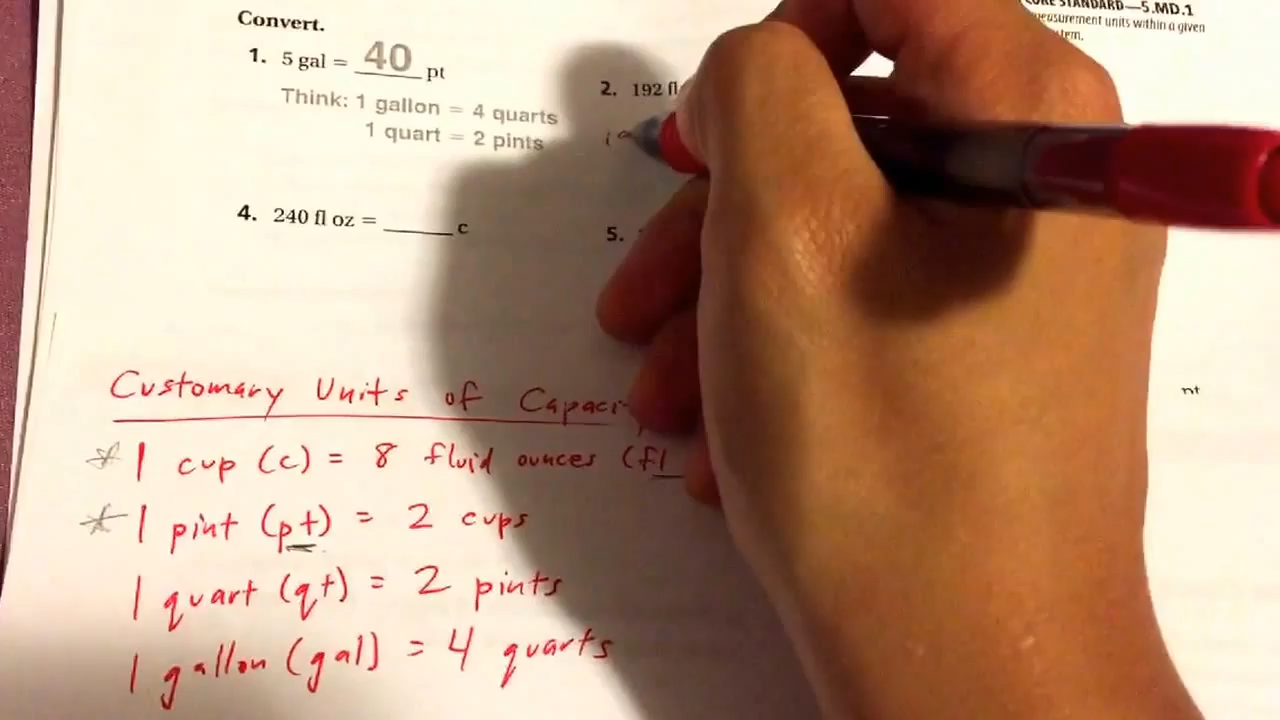 CORE STANDARD—5.MD.1
measurement units within a given
Convert.
1. 5 gal = 40 pt
Think: 1 gallon = 4 quarts
1 quart = 2 pints
2. 192 fl
4. 240 fl oz = ______ c
5.
Customary Units of
* 1 cup (c) = 8 fluid ounces (fl
* 1 pint (pt) = 2 cups
1 quart (qt) = 2 pints
1 gallon (gal) = 4 quarts